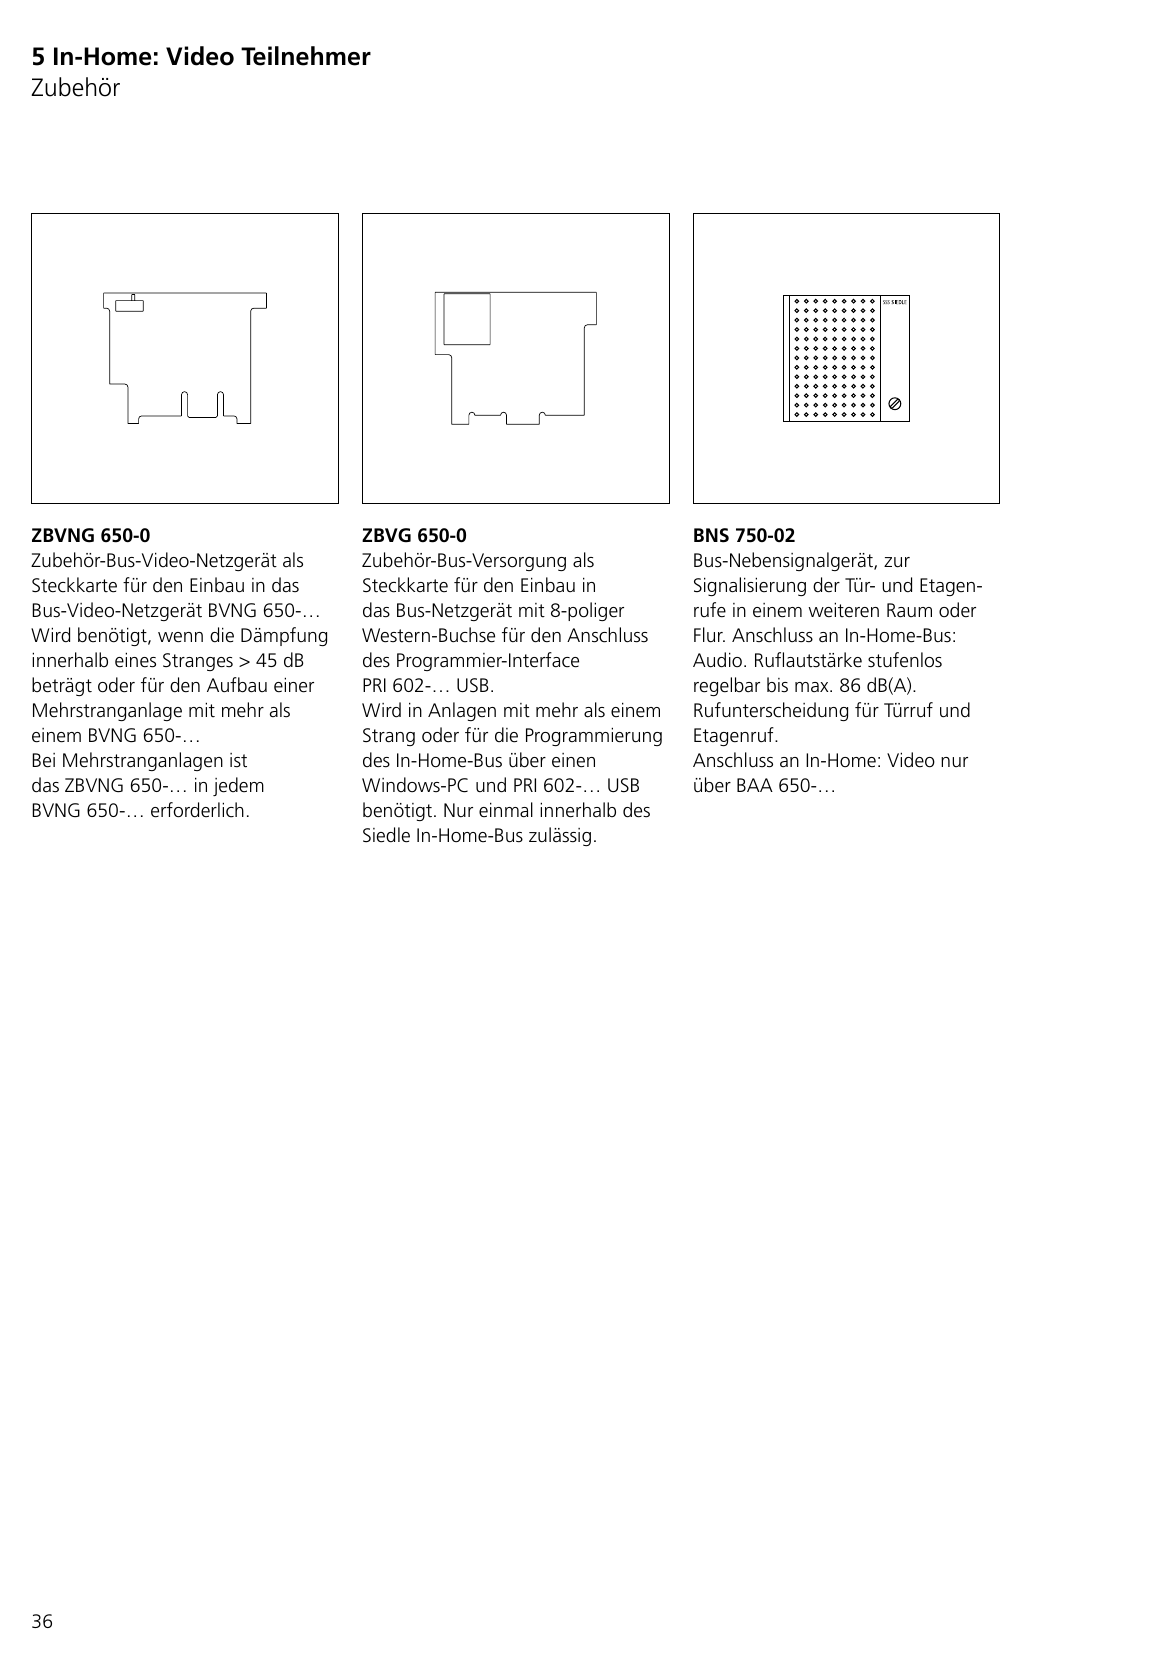 5 In-Home: Video Teilnehmer
Zubehör
SSS SIEDLE
ZBVNG 650-0
Zubehör-Bus-Video-Netzgerät als
Steckkarte für den Einbau in das
Bus-Video-Netzgerät BVNG 650-…
Wird benötigt, wenn die Dämpfung
innerhalb eines Stranges > 45 dB
beträgt oder für den Aufbau einer
Mehrstranganlage mit mehr als
einem BVNG 650-…
Bei Mehrstranganlagen ist
das ZBVNG 650-… in jedem
BVNG 650-… erforderlich.
ZBVG 650-0
Zubehör-Bus-Versorgung als
Steckkarte für den Einbau in
das Bus-Netzgerät mit 8-poliger
Western-Buchse für den Anschluss
des Programmier-Interface
PRI 602-… USB.
Wird in Anlagen mit mehr als einem
Strang oder für die Programmierung
des In-Home-Bus über einen
Windows-PC und PRI 602-… USB
benötigt. Nur einmal innerhalb des
Siedle In-Home-Bus zulässig.
BNS 750-02
Bus-Nebensignalgerät, zur
Signalisierung der Tür- und Etagen-
rufe in einem weiteren Raum oder
Flur. Anschluss an In-Home-Bus:
Audio. Ruflautstärke stufenlos
regelbar bis max. 86 dB(A).
Rufunterscheidung für Türruf und
Etagenruf.
Anschluss an In-Home: Video nur
über BAA 650-…
36